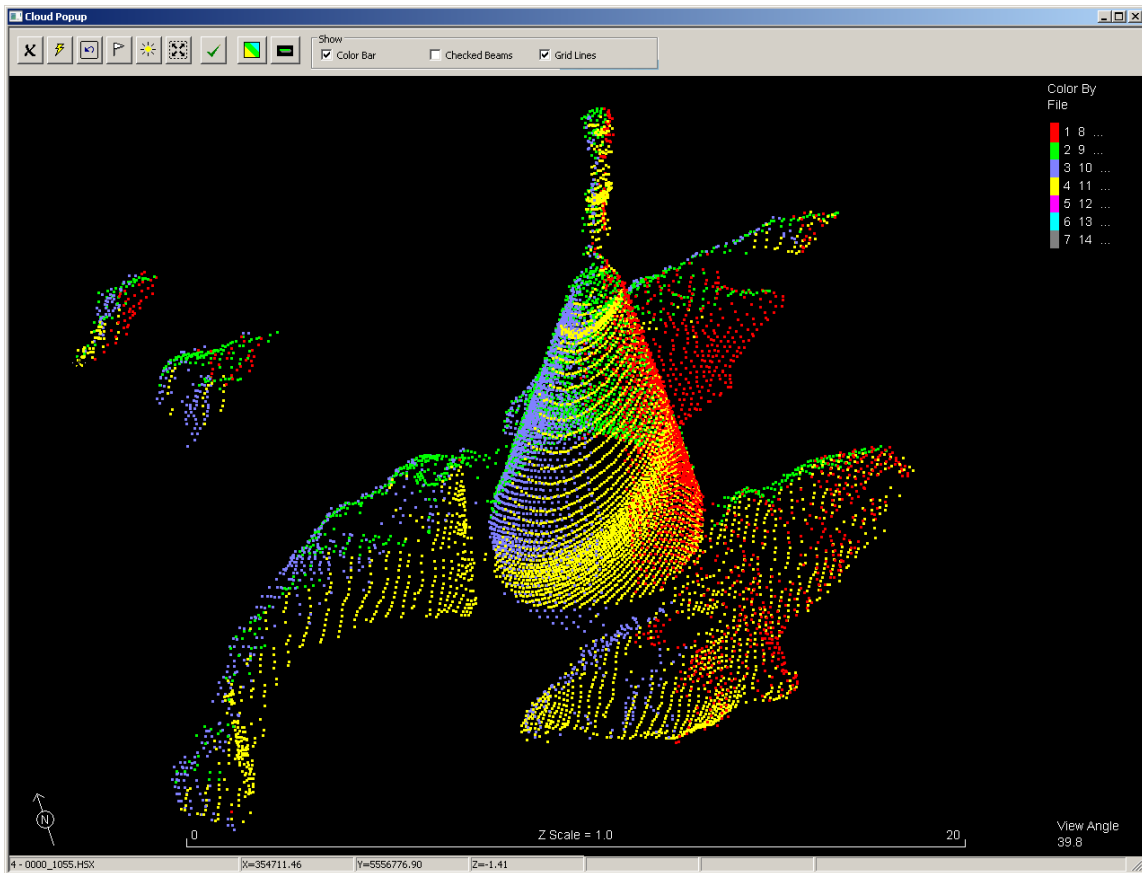 Cloud Popup
Show
Color Bar
Checked Beams
Grid Lines
Color By
File
1 8 ...
2 9 ...
3 10 ...
4 11 ...
5 12 ...
6 13 ...
7 14 ...
N
0
Z Scale = 1.0
20
View Angle
39.8
4 - 0000_1055.HSX
X=354711.46
Y=5556776.90
Z=-1.41